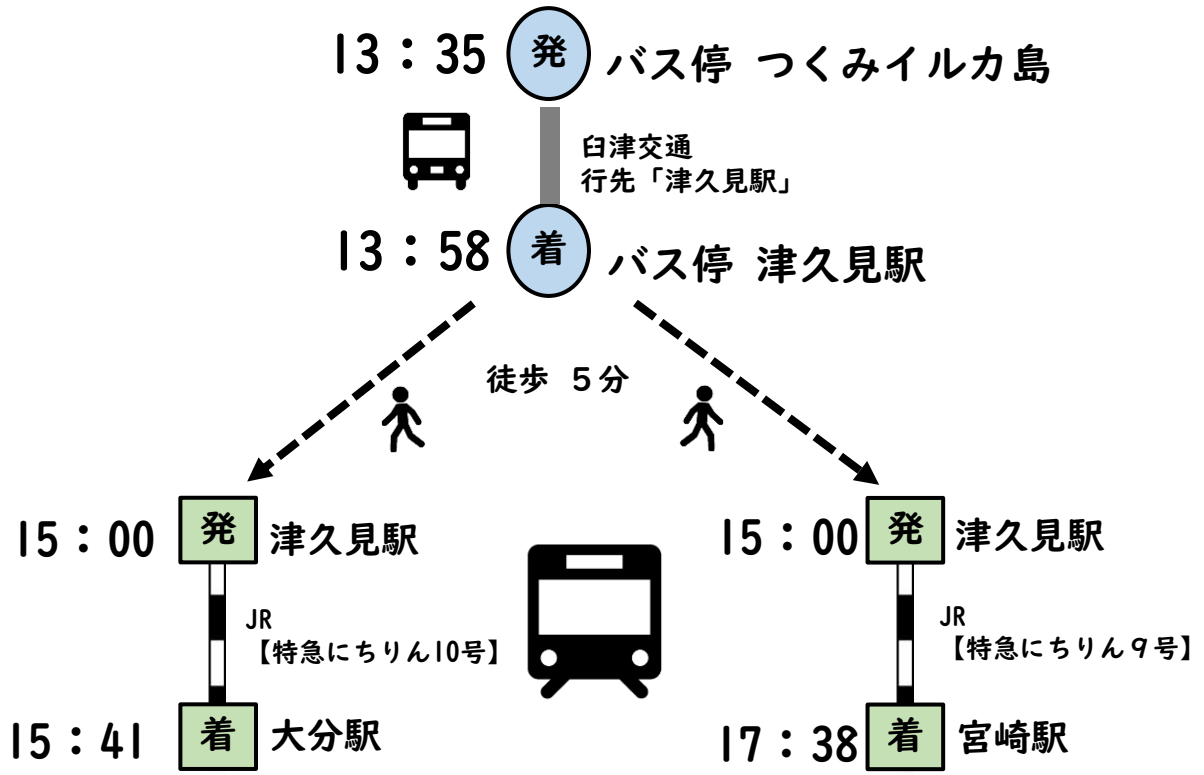 13：35 発 バス停 つくみイルカ島
臼津交通
行先「津久見駅」
13：58 着 バス停 津久見駅
徒歩 5分
15：00 発 津久見駅
JR
【特急にちりん10号】
15：41 着 大分駅
15：00 発 津久見駅
JR
【特急にちりん9号】
17：38 着 宮崎駅